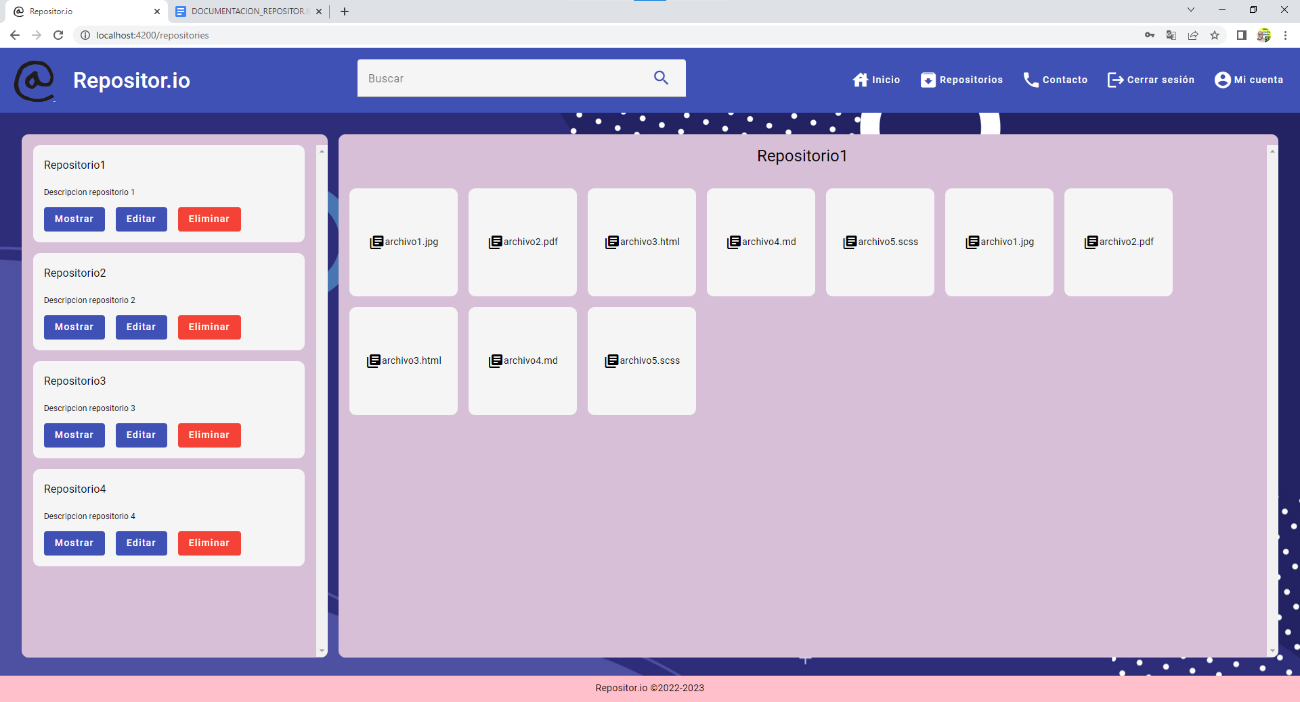 Repositor.io
DOCUMENTACION_REPOSITOR.I
localhost:4200/repositories
Repositor.io
Buscar
Inicio
Repositorios
Contacto
Cerrar sesión
Mi cuenta
Repositorio1
Descripcion repositorio 1
Mostrar Editar Eliminar
Repositorio2
Descripcion repositorio 2
Mostrar Editar Eliminar
Repositorio3
Descripcion repositorio 3
Mostrar Editar Eliminar
Repositorio4
Descripcion repositorio 4
Mostrar Editar Eliminar
Repositorio1
archivo1.jpg archivo2.pdf archivo3.html archivo4.md archivo5.scss archivo1.jpg archivo2.pdf
archivo3.html archivo4.md archivo5.scss
Repositor.io ©2022-2023